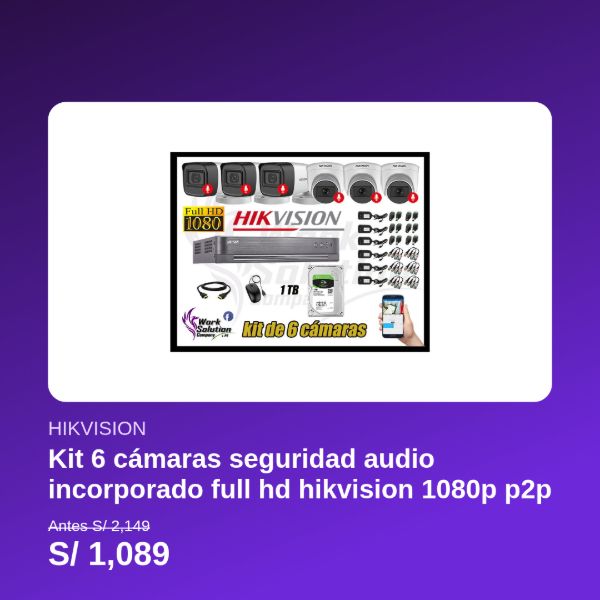 Full HD
1080
HIKVISION
1 TB
Work
Solution
Company
kit de 6 cámaras
HIKVISION
Kit 6 cámaras seguridad audio
incorporado full hd hikvision 1080p p2p
Antes S/ 2,149
S/ 1,089